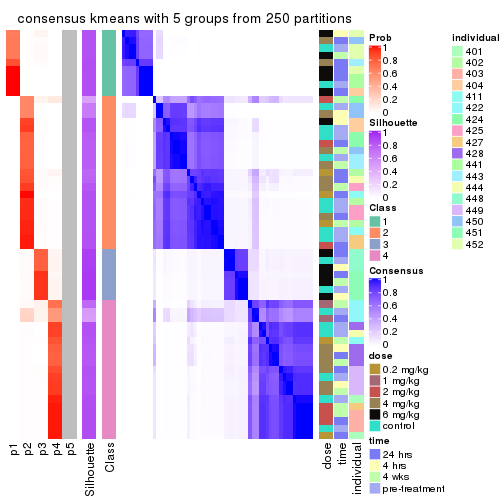 consensus kmeans with 5 groups from 250 partitions
p1
p2
p3
p4
p5
Silhouette
Class
dose
time
individual
Prob
1
0.8
0.6
0.4
0.2
0
Silhouette
1
0.8
0.6
0.4
0.2
0
Class
1
2
3
4
Consensus
1
0.8
0.6
0.4
0.2
0
dose
0.2 mg/kg
1 mg/kg
2 mg/kg
4 mg/kg
6 mg/kg
control
time
24 hrs
4 hrs
4 wks
pre-treatment
individual
401
402
403
404
411
422
424
425
427
428
441
443
444
448
449
450
451
452